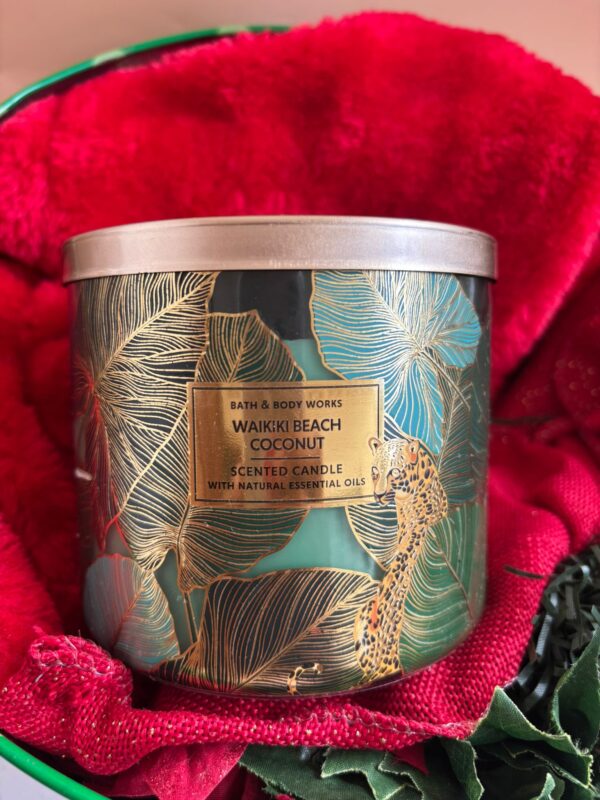 BATH & BODY WORKS
WAIKIKI BEACH
COCONUT
SCENTED CANDLE
WITH NATURAL ESSENTIAL OILS